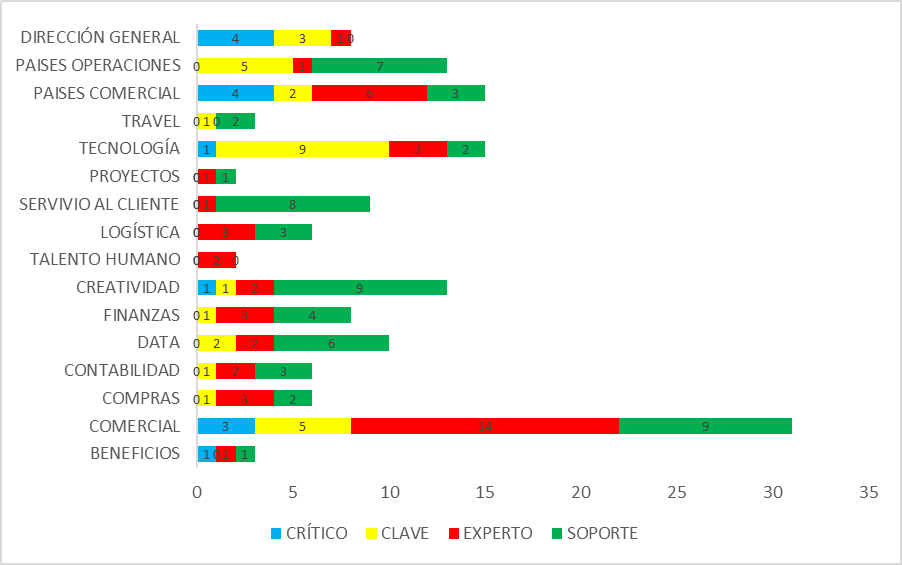 DIRECCIÓN GENERAL 4 3 1 0
PAISES OPERACIONES 0 5 1 7
PAISES COMERCIAL 4 2 6 3
TRAVEL 0 1 0 2
TECNOLOGÍA 1 9 3 2
PROYECTOS 0 1 1
SERVIVIO AL CLIENTE 0 1 8
LOGÍSTICA 0 3 3
TALENTO HUMANO 0 2 0
CREATIVIDAD 1 1 2 9
FINANZAS 0 1 3 4
DATA 0 2 2 6
CONTABILIDAD 0 1 2 3
COMPRAS 0 1 3 2
COMERCIAL 3 5 14 9
BENEFICIOS 1 0 1 1
0 5 10 15 20 25 30 35
CRÍTICO CLAVE EXPERTO SOPORTE